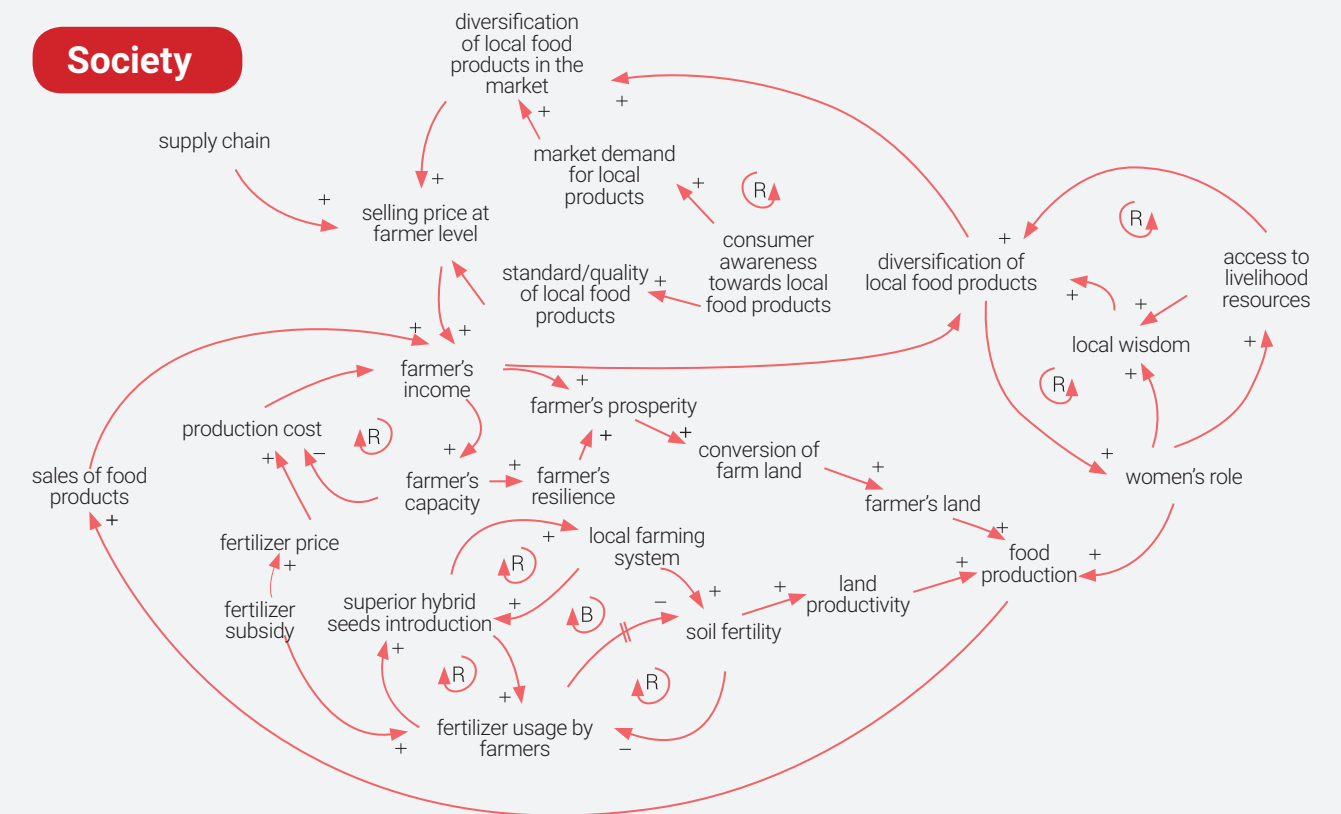 Society
diversification
of local food
products in the
market
+
+
supply chain
market demand
for local
products
+
R
+
+
selling price at
farmer level
consumer
awareness
towards local
food products
standard/quality
of local food
products
+
+
diversification of
local food products
R
access to
livelihood
resources
+
+
local wisdom
+
+
R
+
+
farmer's
income
+
farmer's prosperity
production cost
R
+
–
+
+
farmer's
capacity
+
farmer's
resilience
+
conversion of
farm land
+
farmer's land
+
women's role
sales of food
products
+
fertilizer price
+
fertilizer
subsidy
local farming
system
+
R
+
food
production
+
+
superior hybrid
seeds introduction
+
B
–
+
soil fertility
+
land
productivity
+
R
R
+
fertilizer usage by
farmers
+
–